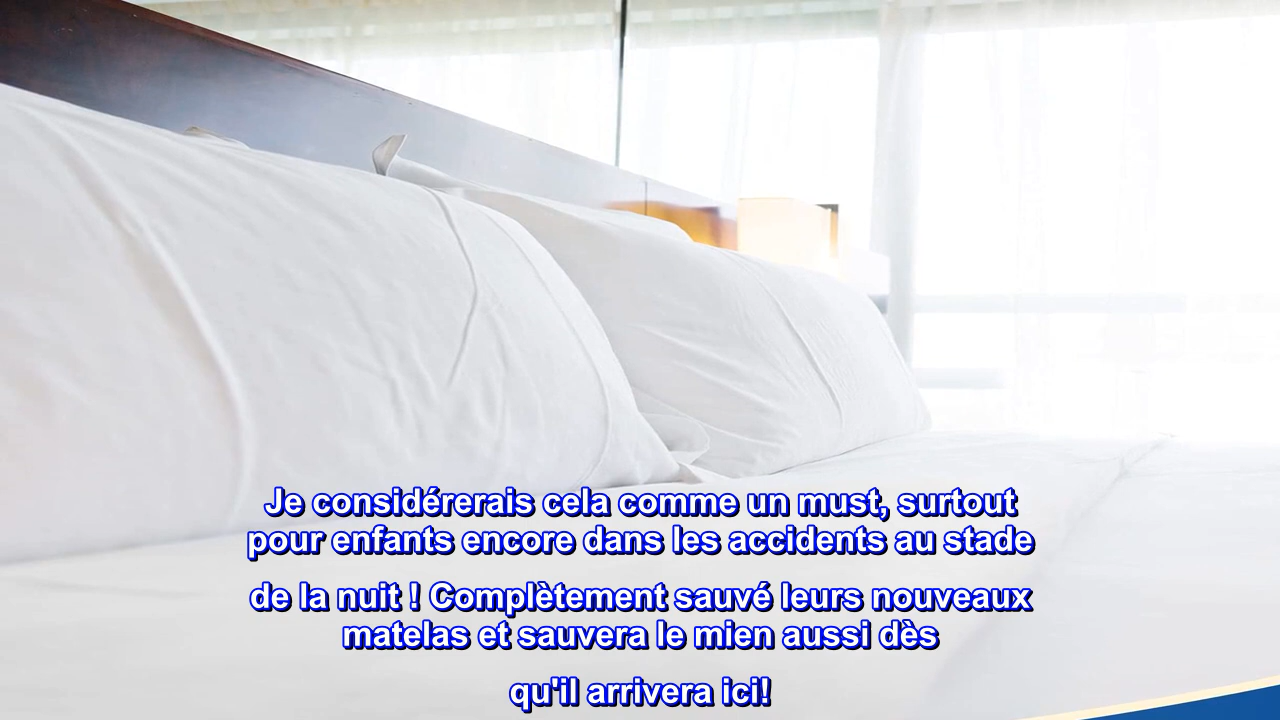 Je considérerais cela comme un must, surtout
pour enfants encore dans les accidents au stade
de la nuit ! Complètement sauvé leurs nouveaux
matelas et sauvera le mien aussi dès
qu'il arrivera ici!